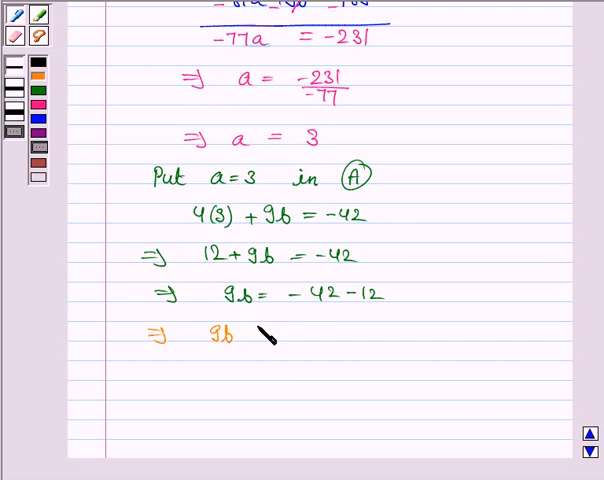 -77a = -231
⇒ a = -231/-77
⇒ a = 3
Put a=3 in Ⓐ
4(3) + 9b = -42
⇒ 12 + 9b = -42
⇒ 9b = - 42 - 12
⇒ 9b